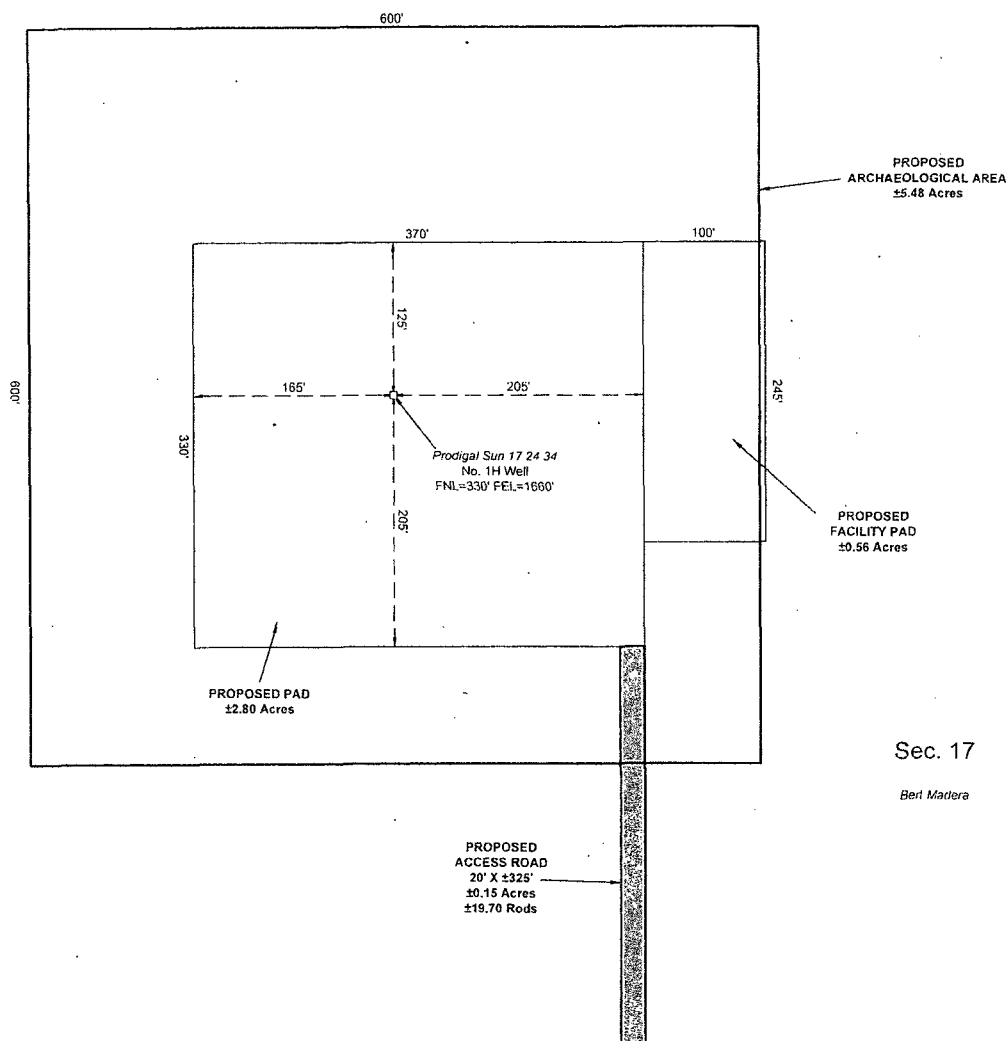 600'
PROPOSED
ARCHAEOLOGICAL AREA
±5.48 Acres
370'
100'
125'
165'
205'
600'
330'
245'
Prodigal Sun 17 24 34
No. 1H Well
FNL=330' FEL=1660'
205'
PROPOSED
FACILITY PAD
±0.56 Acres
PROPOSED PAD
±2.80 Acres
Sec. 17
Bert Madera
PROPOSED
ACCESS ROAD
20' X ±325'
±0.15 Acres
±19.70 Rods